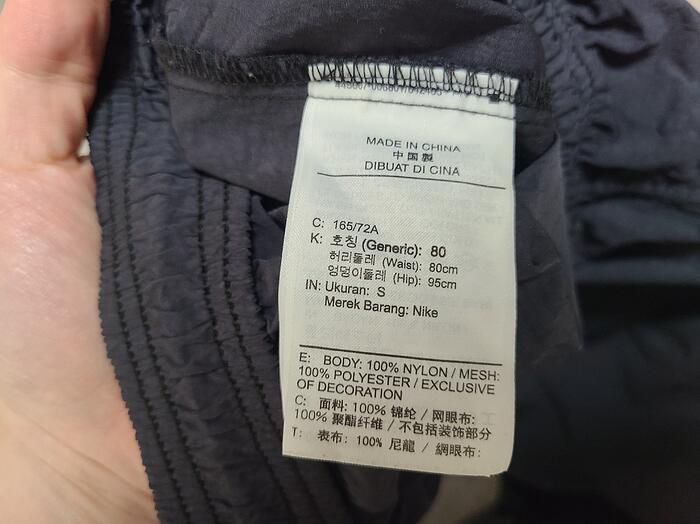 MADE IN CHINA
中国製
DIBUAT DI CINA
C: 165/72A
K: 호칭 (Generic): 80
허리둘레 (Waist): 80cm
엉덩이둘레 (Hip): 95cm
IN: Ukuran: S
Merek Barang: Nike
E: BODY: 100% NYLON / MESH:
100% POLYESTER / EXCLUSIVE
OF DECORATION
C: 面料: 100% 锦纶 / 网眼布:
100% 聚酯纤维 / 不包括装饰部分
T: 表布: 100% 尼龍 / 網眼布: